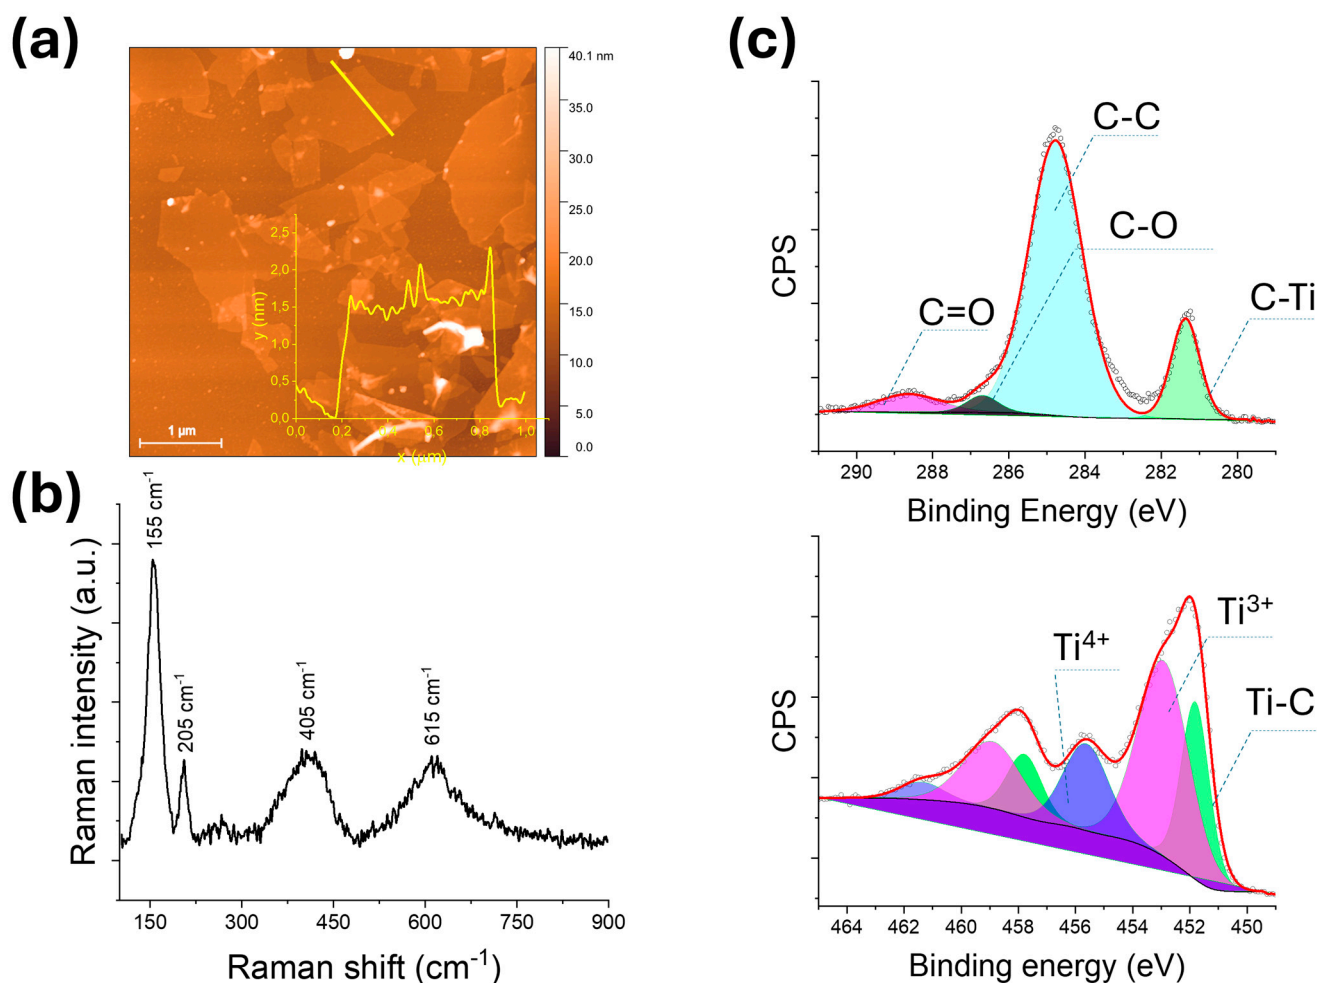 (a)
40.1 nm
35.0
30.0
25.0
20.0
15.0
10.0
5.0
0.0
2,5
2,0
1,5
1,0
0,5
0,0
y (nm)
0,0 0,2 0,4 0,6 0,8 1,0
x (μm)
1 μm
(b)
Raman intensity (a.u.)
155 cm-1
205 cm-1
405 cm-1
615 cm-1
150 300 450 600 750 900
Raman shift (cm-1)
(c)
CPS
C-C
C-O
C=O
C-Ti
290 288 286 284 282 280
Binding Energy (eV)
CPS
Ti3+
Ti4+
Ti-C
464 462 460 458 456 454 452 450
Binding energy (eV)